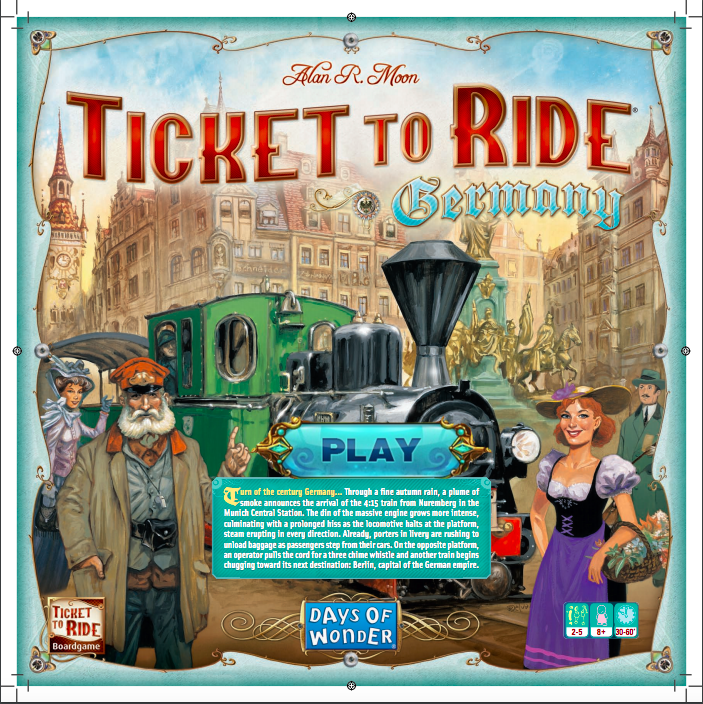 Alan R. Moon
TICKET TO RIDE®
Germany
PLAY
Turn of the century Germany... Through a fine autumn rain, a plume of
smoke announces the arrival of the 4:15 train from Nuremberg in the
Munich Central Station. The din of the massive engine grows more intense,
culminating with a prolonged hiss as the locomotive halts at the platform,
steam erupting in every direction. Already, porters in livery are rushing to
unload baggage as passengers step from their cars. On the opposite platform,
an operator pulls the cord for a three chime whistle and another train begins
chugging toward its next destination: Berlin, capital of the German empire.
TICKET
TO RIDE
Boardgame
DAYS OF
WONDER
2-5 8+ 30-60'